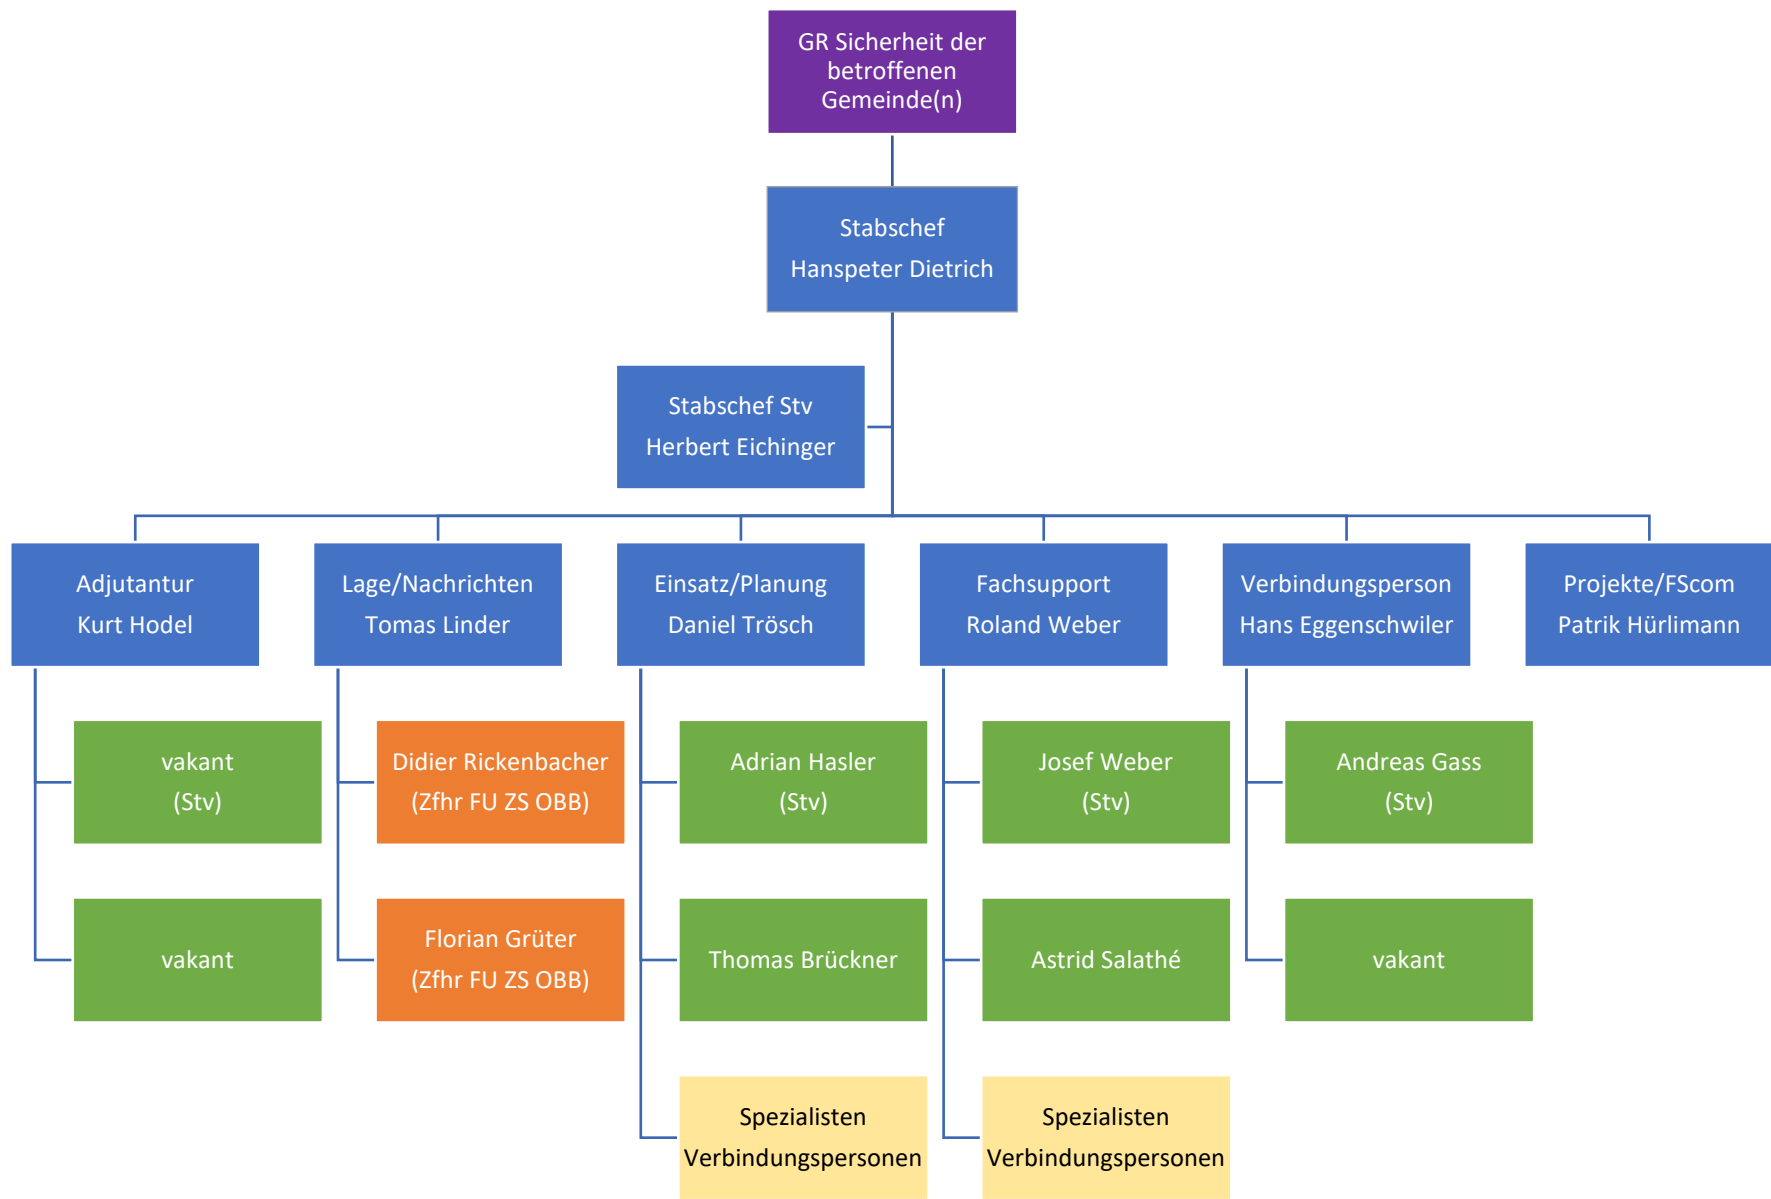 GR Sicherheit der
betroffenen
Gemeinde(n)
Stabschef
Hanspeter Dietrich
Stabschef Stv
Herbert Eichinger
Adjutantur
Kurt Hodel
Lage/Nachrichten
Tomas Linder
Einsatz/Planung
Daniel Trösch
Fachsupport
Roland Weber
Verbindungsperson
Hans Eggenschwiler
Projekte/FScom
Patrik Hürlimann
vakant
(Stv)
Didier Rickenbacher
(Zfhr FU ZS OBB)
Adrian Hasler
(Stv)
Josef Weber
(Stv)
Andreas Gass
(Stv)
vakant
Florian Grüter
(Zfhr FU ZS OBB)
Thomas Brückner
Astrid Salathé
vakant
Spezialisten
Verbindungspersonen
Spezialisten
Verbindungspersonen